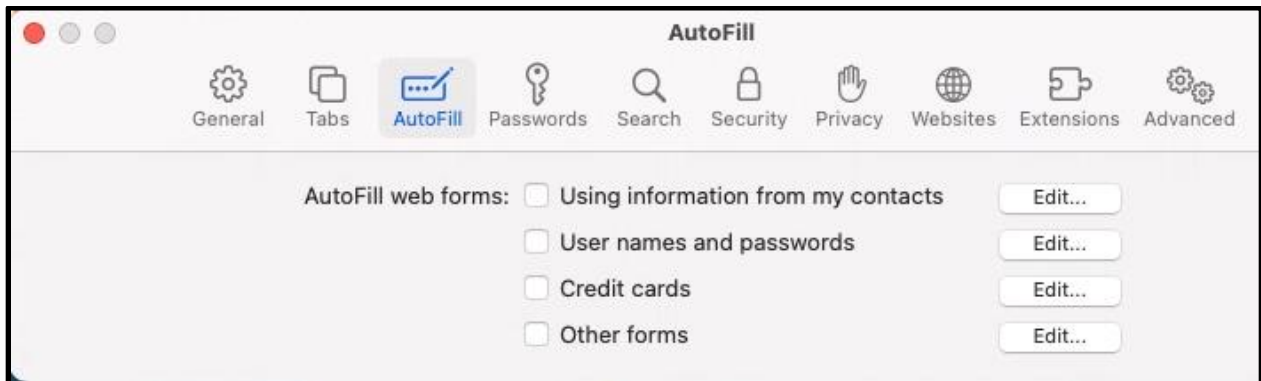 AutoFill
General Tabs AutoFill Passwords Search Security Privacy Websites Extensions Advanced
AutoFill web forms: Using information from my contacts Edit...
User names and passwords Edit...
Credit cards Edit...
Other forms Edit...